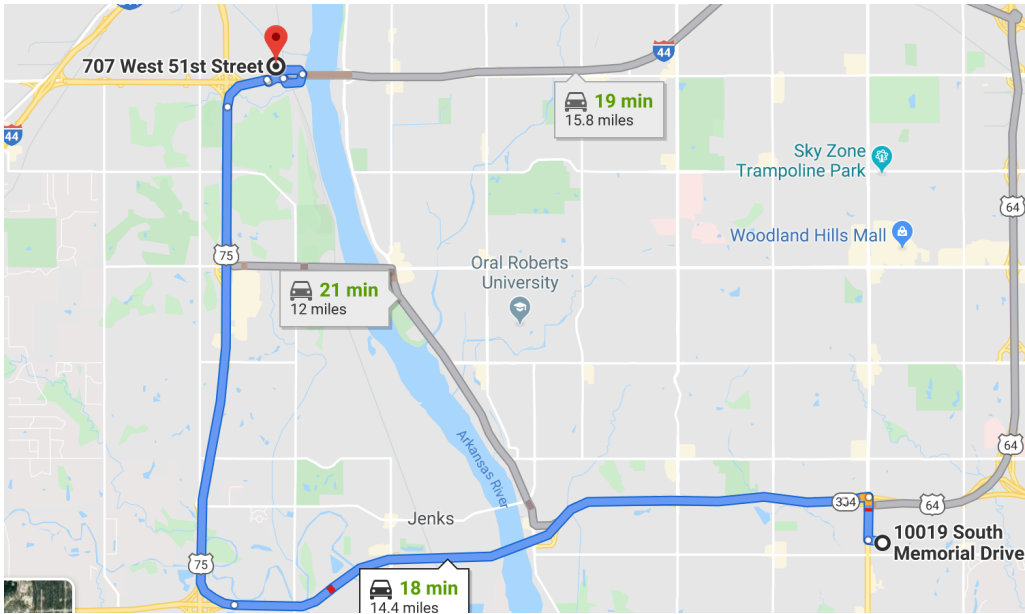 44
707 West 51st Street
44
19 min
15.8 miles
Sky Zone
Trampoline Park
64
Woodland Hills Mall
75
Oral Roberts
University
21 min
12 miles
Arkansas River
64
64
Jenks
10019 South
Memorial Drive
75
18 min
14.4 miles